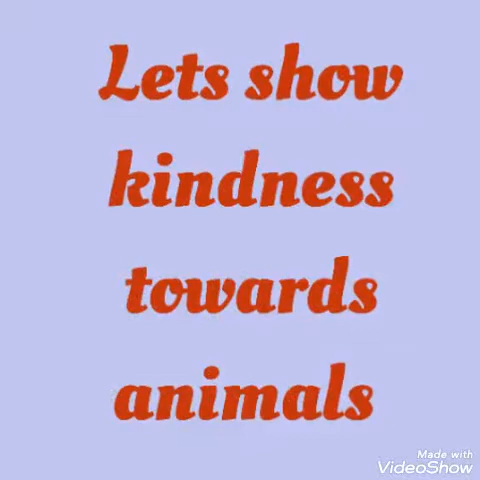 Lets show
kindness
towards
animals
Made with
VideoShow